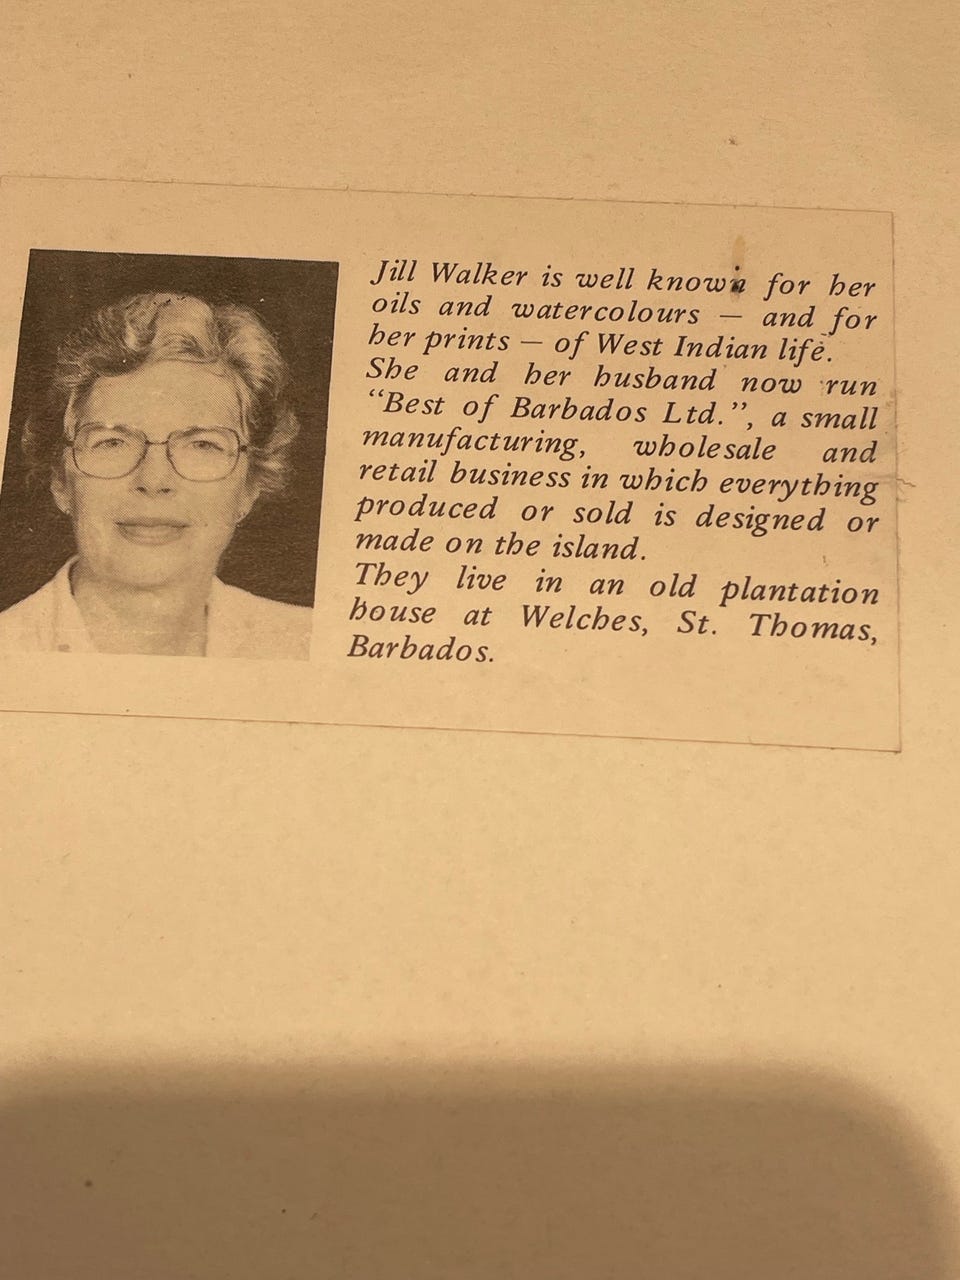 Jill Walker is well known for her
oils and watercolours — and for
her prints — of West Indian life.
She and her husband now run
“Best of Barbados Ltd.”, a small
manufacturing, wholesale and
retail business in which everything
produced or sold is designed or
made on the island.
They live in an old plantation
house at Welches, St. Thomas,
Barbados.